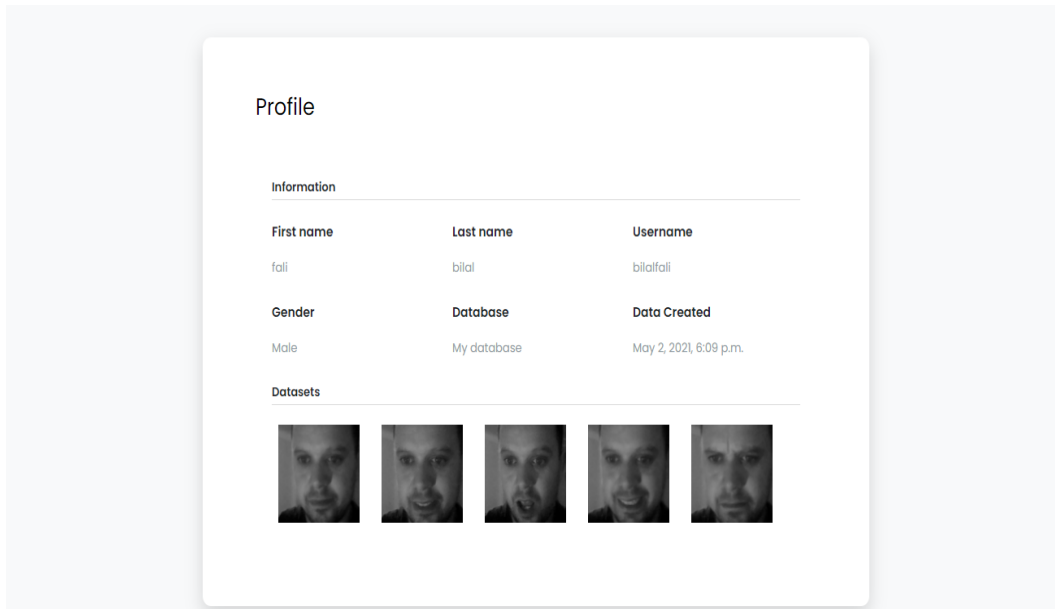 Profile
Information
First name Last name Username
fali bilal bilalfali
Gender Database Data Created
Male My database May 2, 2021, 6:09 p.m.
Datasets